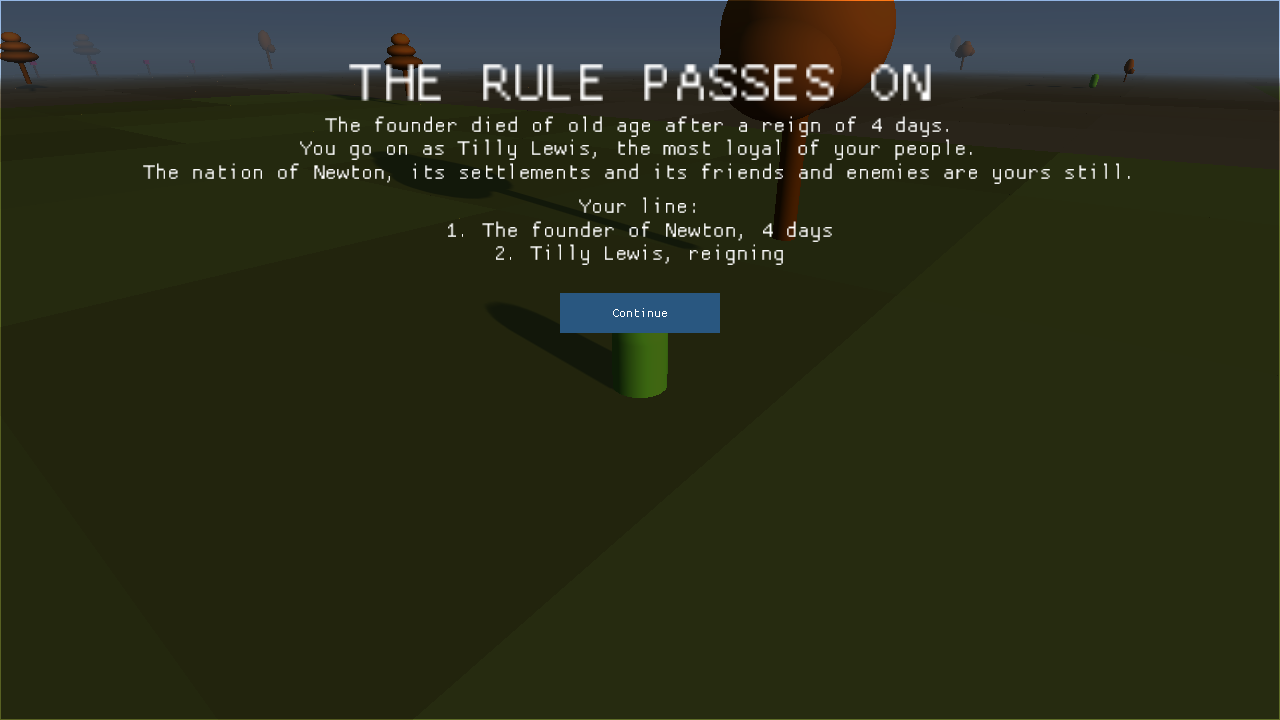 THE RULE PASSES ON
The founder died of old age after a reign of 4 days.
You go on as Tilly Lewis, the most loyal of your people.
The nation of Newton, its settlements and its friends and enemies are yours still.
Your line:
1. The founder of Newton, 4 days
2. Tilly Lewis, reigning
Continue